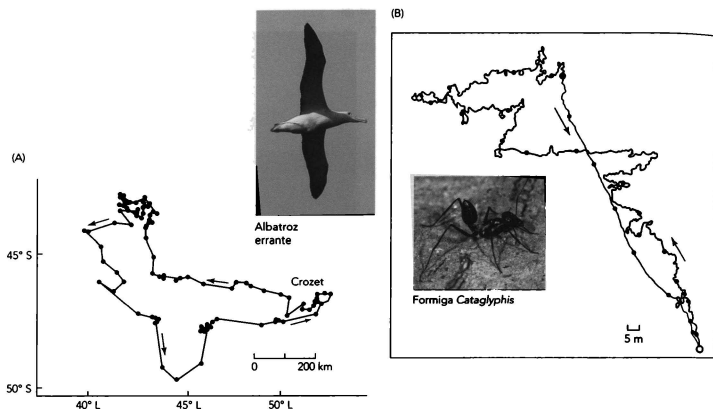 (B)
(A)
Albatroz
errante
45° S
Crozet
Formiga Cataglyphis
5 m
0 200 km
50° S
40° L 45° L 50° L